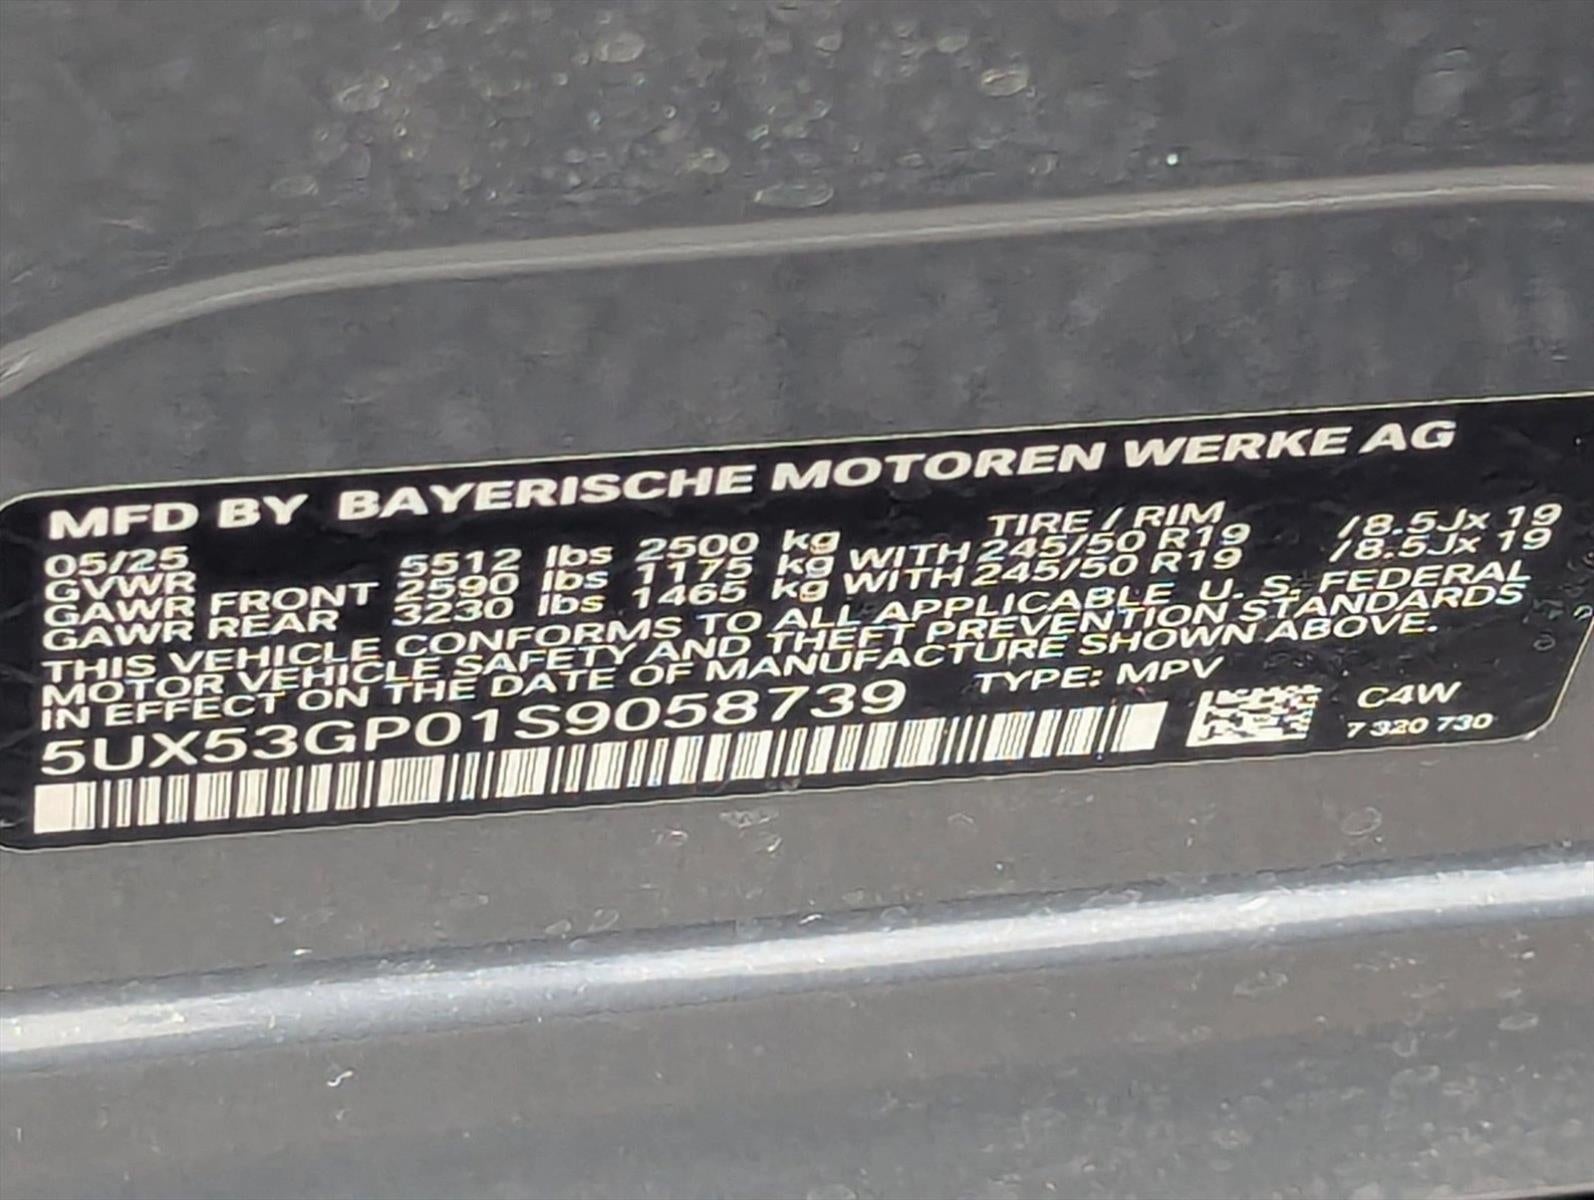 MFD BY BAYERISCHE MOTOREN WERKE AG
05/25 TIRE / RIM
GVWR 5512 lbs 2500 kg
GAWR FRONT 2590 lbs 1175 kg WITH 245/50 R19 /8.5Jx 19
GAWR REAR 3230 lbs 1465 kg WITH 245/50 R19 /8.5Jx 19
THIS VEHICLE CONFORMS TO ALL APPLICABLE U. S. FEDERAL
MOTOR VEHICLE SAFETY AND THEFT PREVENTION STANDARDS
IN EFFECT ON THE DATE OF MANUFACTURE SHOWN ABOVE.
5UX53GP01S9058739 TYPE: MPV
C4W
7 320 730